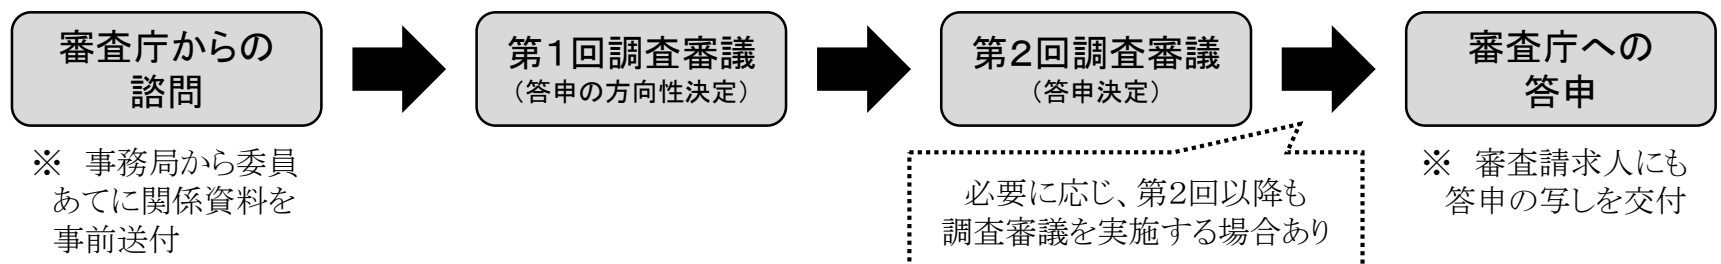 審査庁からの
諮問
第1回調査審議
（答申の方向性決定）
第2回調査審議
（答申決定）
審査庁への
答申
※　事務局から委員
あてに関係資料を
事前送付
必要に応じ、第2回以降も
調査審議を実施する場合あり
※　審査請求人にも
答申の写しを交付